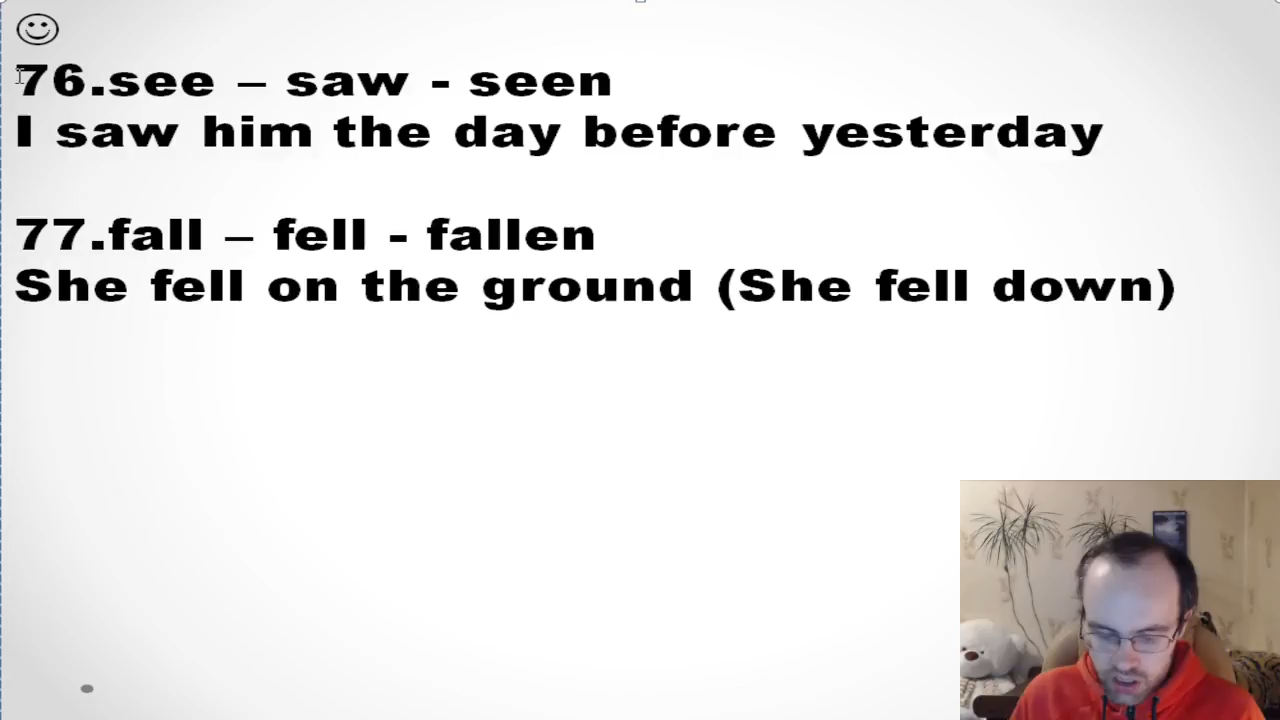 76.see – saw - seen
I saw him the day before yesterday
77.fall – fell - fallen
She fell on the ground (She fell down)